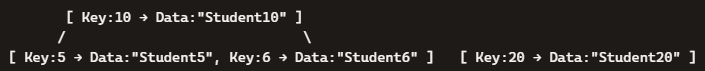 [ Key:10 → Data:"Student10" ]
/ \
[ Key:5 → Data:"Student5", Key:6 → Data:"Student6" ] [ Key:20 → Data:"Student20" ]